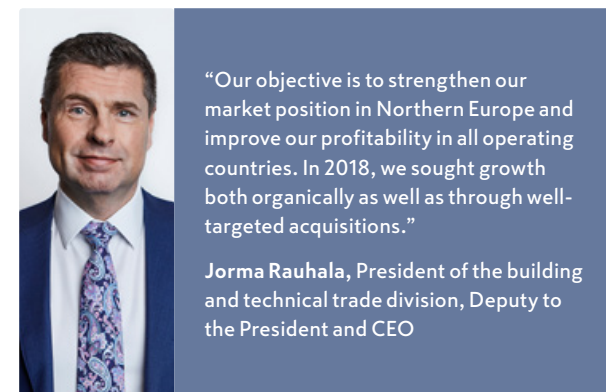 “Our objective is to strengthen our
market position in Northern Europe and
improve our profitability in all operating
countries. In 2018, we sought growth
both organically as well as through well-
targeted acquisitions.”
Jorma Rauhala, President of the building
and technical trade division, Deputy to
the President and CEO